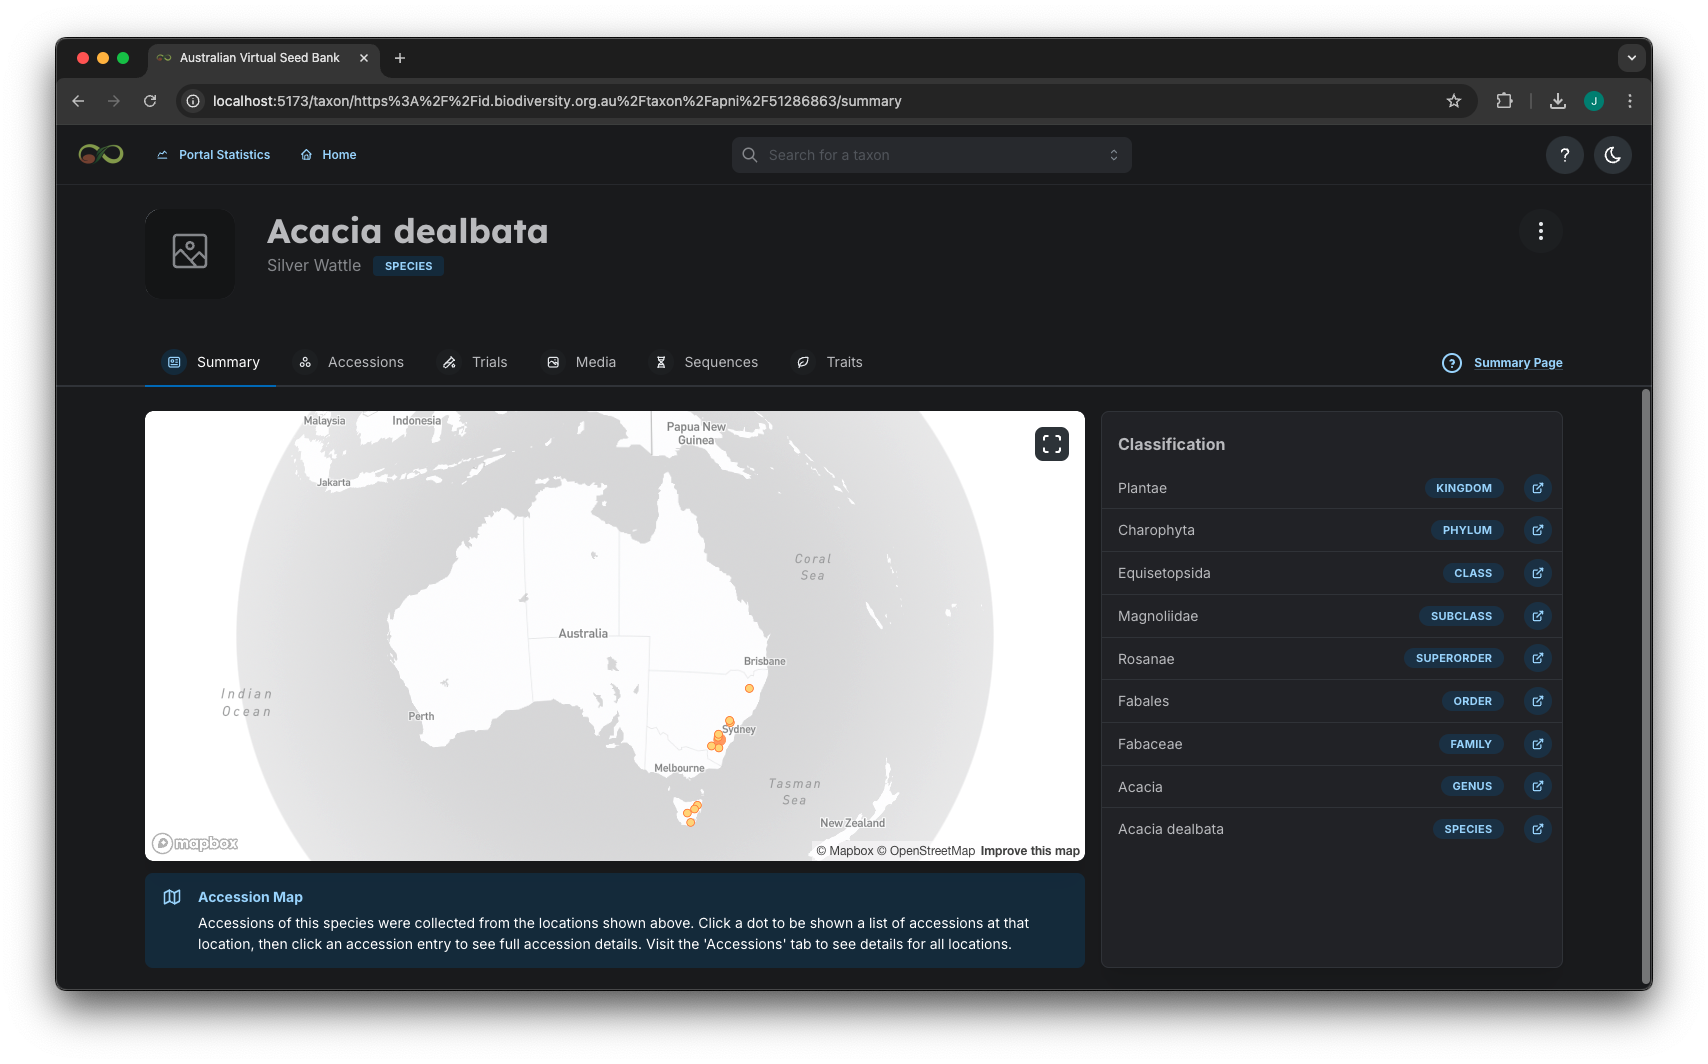 Australian Virtual Seed Bank
localhost:5173/taxon/https%3A%2F%2Fid.biodiversity.org.au%2Ftaxon%2Fapni%2F51286863/summary
J
Portal Statistics
Home
Search for a taxon
?
Acacia dealbata
Silver Wattle
SPECIES
Summary
Accessions
Trials
Media
Sequences
Traits
? Summary Page
Malaysia
Indonesia
Papua New
Guinea
Jakarta
Coral
Sea
Australia
Brisbane
Indian
Ocean
Perth
Sydney
Melbourne
Tasman
Sea
New Zealand
mapbox
© Mapbox © OpenStreetMap Improve this map
Accession Map
Accessions of this species were collected from the locations shown above. Click a dot to be shown a list of accessions at that
location, then click an accession entry to see full accession details. Visit the 'Accessions' tab to see details for all locations.
Classification
Plantae KINGDOM
Charophyta PHYLUM
Equisetopsida CLASS
Magnoliidae SUBCLASS
Rosanae SUPERORDER
Fabales ORDER
Fabaceae FAMILY
Acacia GENUS
Acacia dealbata SPECIES